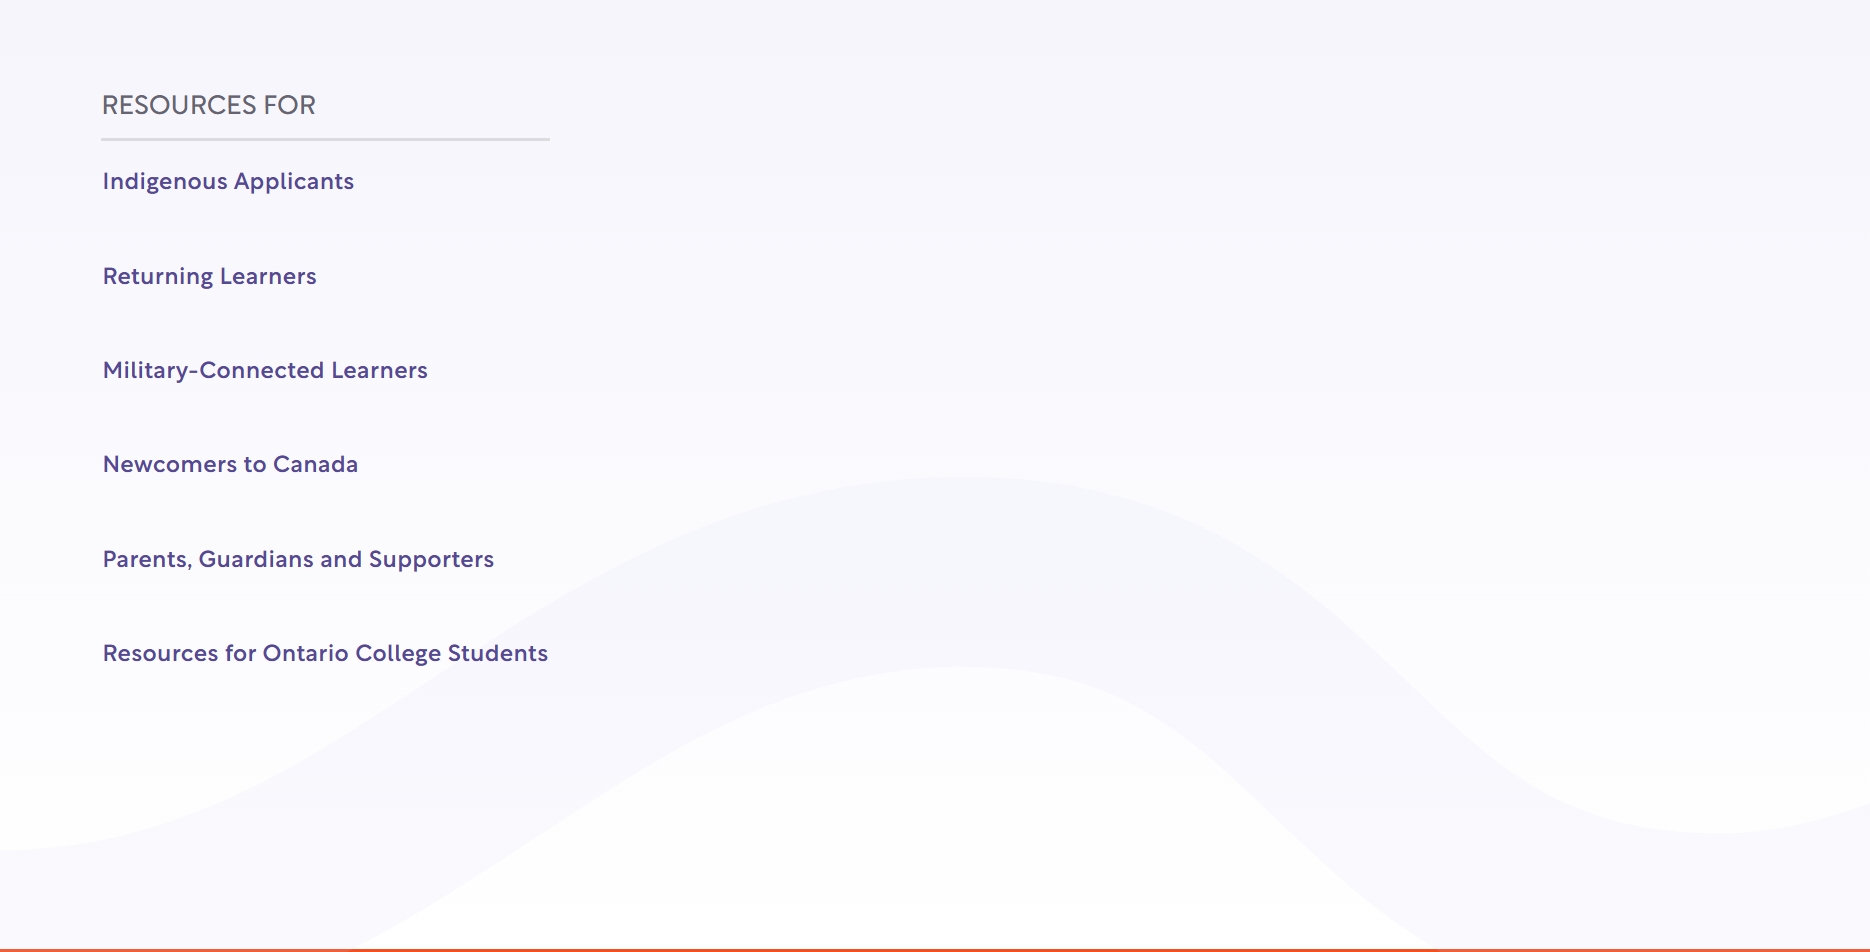 RESOURCES FOR
Indigenous Applicants
Returning Learners
Military-Connected Learners
Newcomers to Canada
Parents, Guardians and Supporters
Resources for Ontario College Students